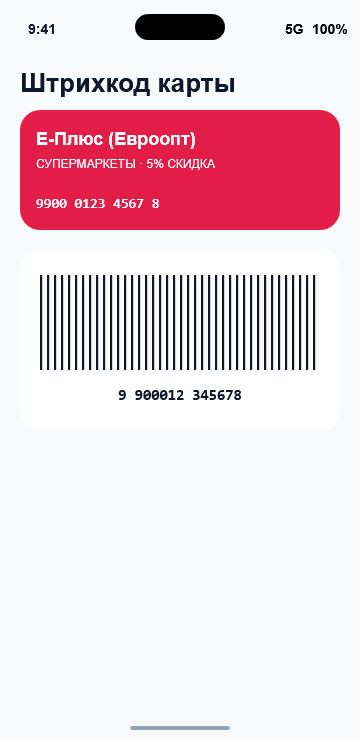 9:41
5G 100%
Штрихкод карты
Е-Плюс (Евроопт)
СУПЕРМАРКЕТЫ · 5% СКИДКА
9900 0123 4567 8
9 900012 345678